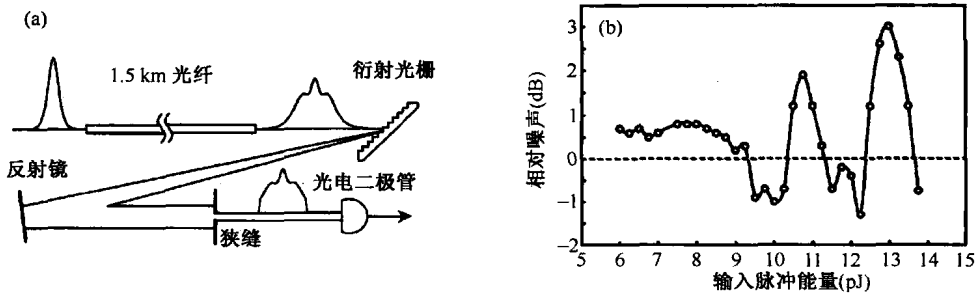 (a)
1.5 km 光纤
衍射光栅
反射镜
光电二极管
狭缝
(b)
相对噪声(dB)
3
2
1
0
−1
−2
5 6 7 8 9 10 11 12 13 14 15
输入脉冲能量(pJ)